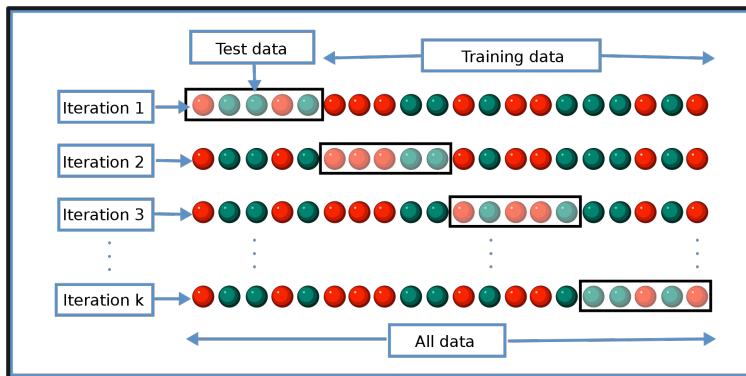 Test data
Training data
Iteration 1
Iteration 2
Iteration 3
Iteration k
All data